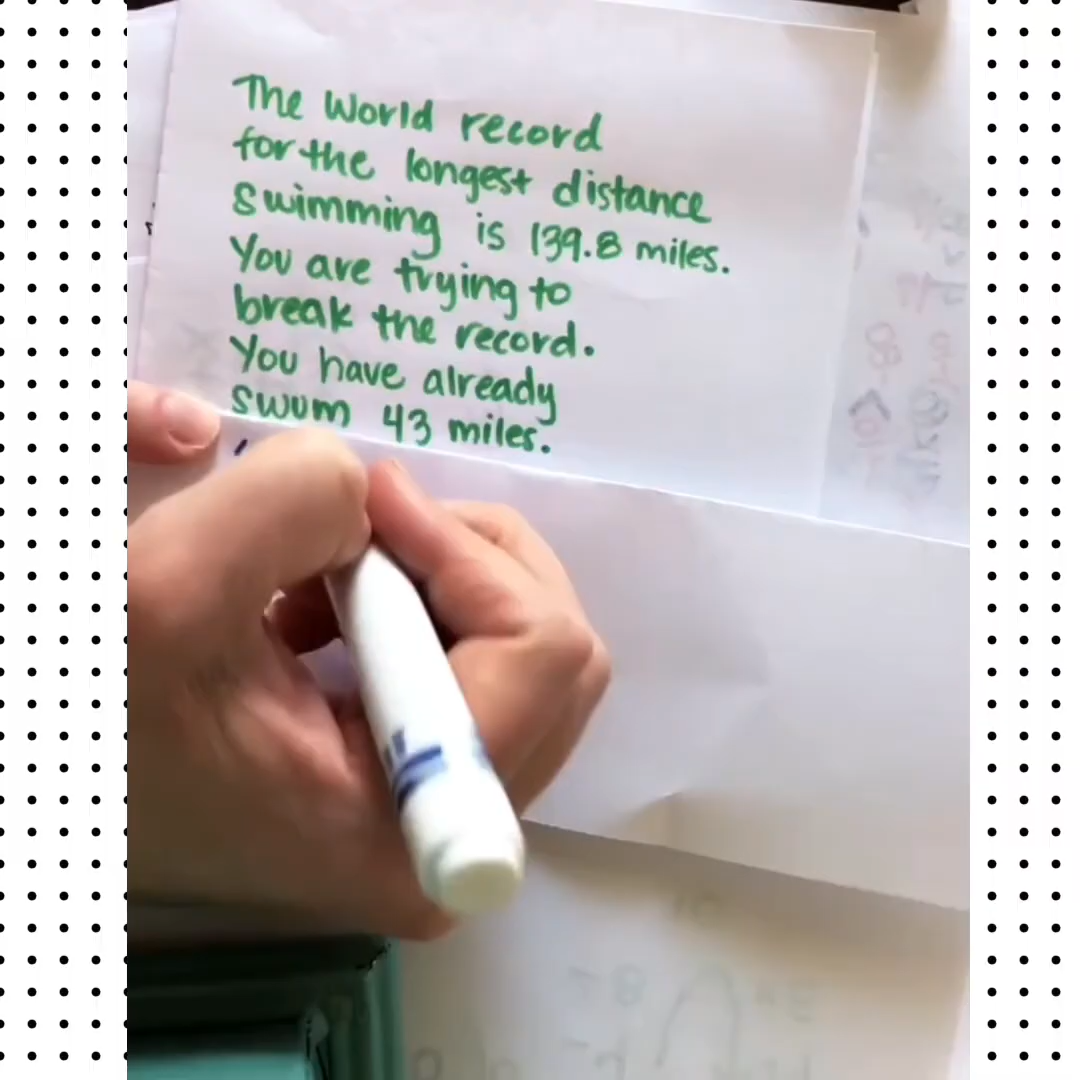 The World record
for the longest distance
swimming is 139.8 miles.
You are trying to
break the record.
You have already
swum 43 miles.